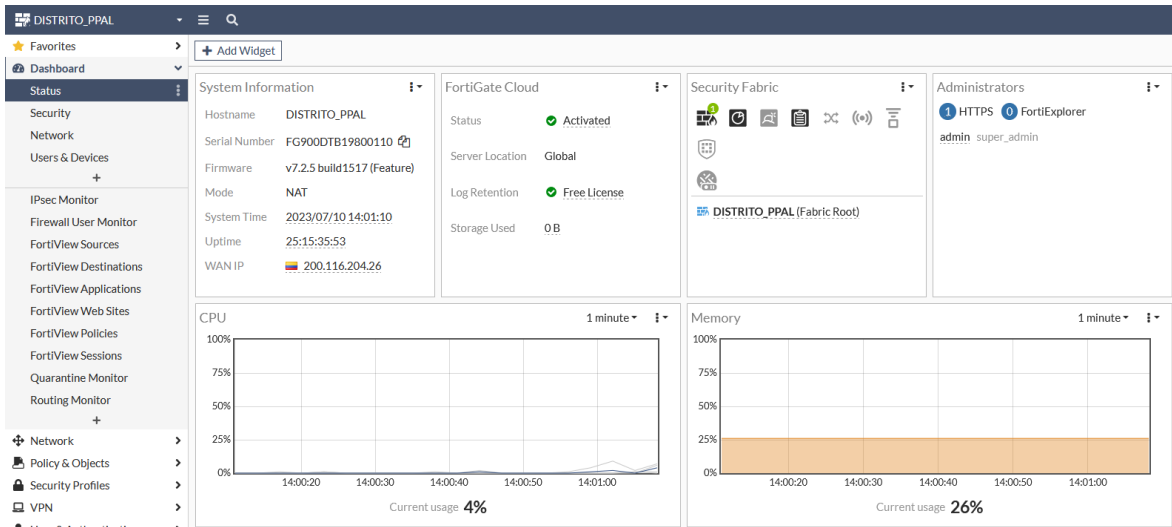 DISTRITO_PPAL
Favorites
Dashboard
Status
Security
Network
Users & Devices
+
IPsec Monitor
Firewall User Monitor
FortiView Sources
FortiView Destinations
FortiView Applications
FortiView Web Sites
FortiView Policies
FortiView Sessions
Quarantine Monitor
Routing Monitor
+
Network
Policy & Objects
Security Profiles
VPN
+ Add Widget
System Information
Hostname DISTRITO_PPAL
Serial Number FG900DTB19800110
Firmware v7.2.5 build1517 (Feature)
Mode NAT
System Time 2023/07/10 14:01:10
Uptime 25:15:35:53
WAN IP 200.116.204.26
FortiGate Cloud
Status Activated
Server Location Global
Log Retention Free License
Storage Used 0 B
Security Fabric
1
DISTRITO_PPAL (Fabric Root)
Administrators
1 HTTPS 0 FortiExplorer
admin super_admin
CPU 1 minute
100%
75%
50%
25%
0%
14:00:20 14:00:30 14:00:40 14:00:50 14:01:00
Current usage 4%
Memory 1 minute
100%
75%
50%
25%
0%
14:00:20 14:00:30 14:00:40 14:00:50 14:01:00
Current usage 26%